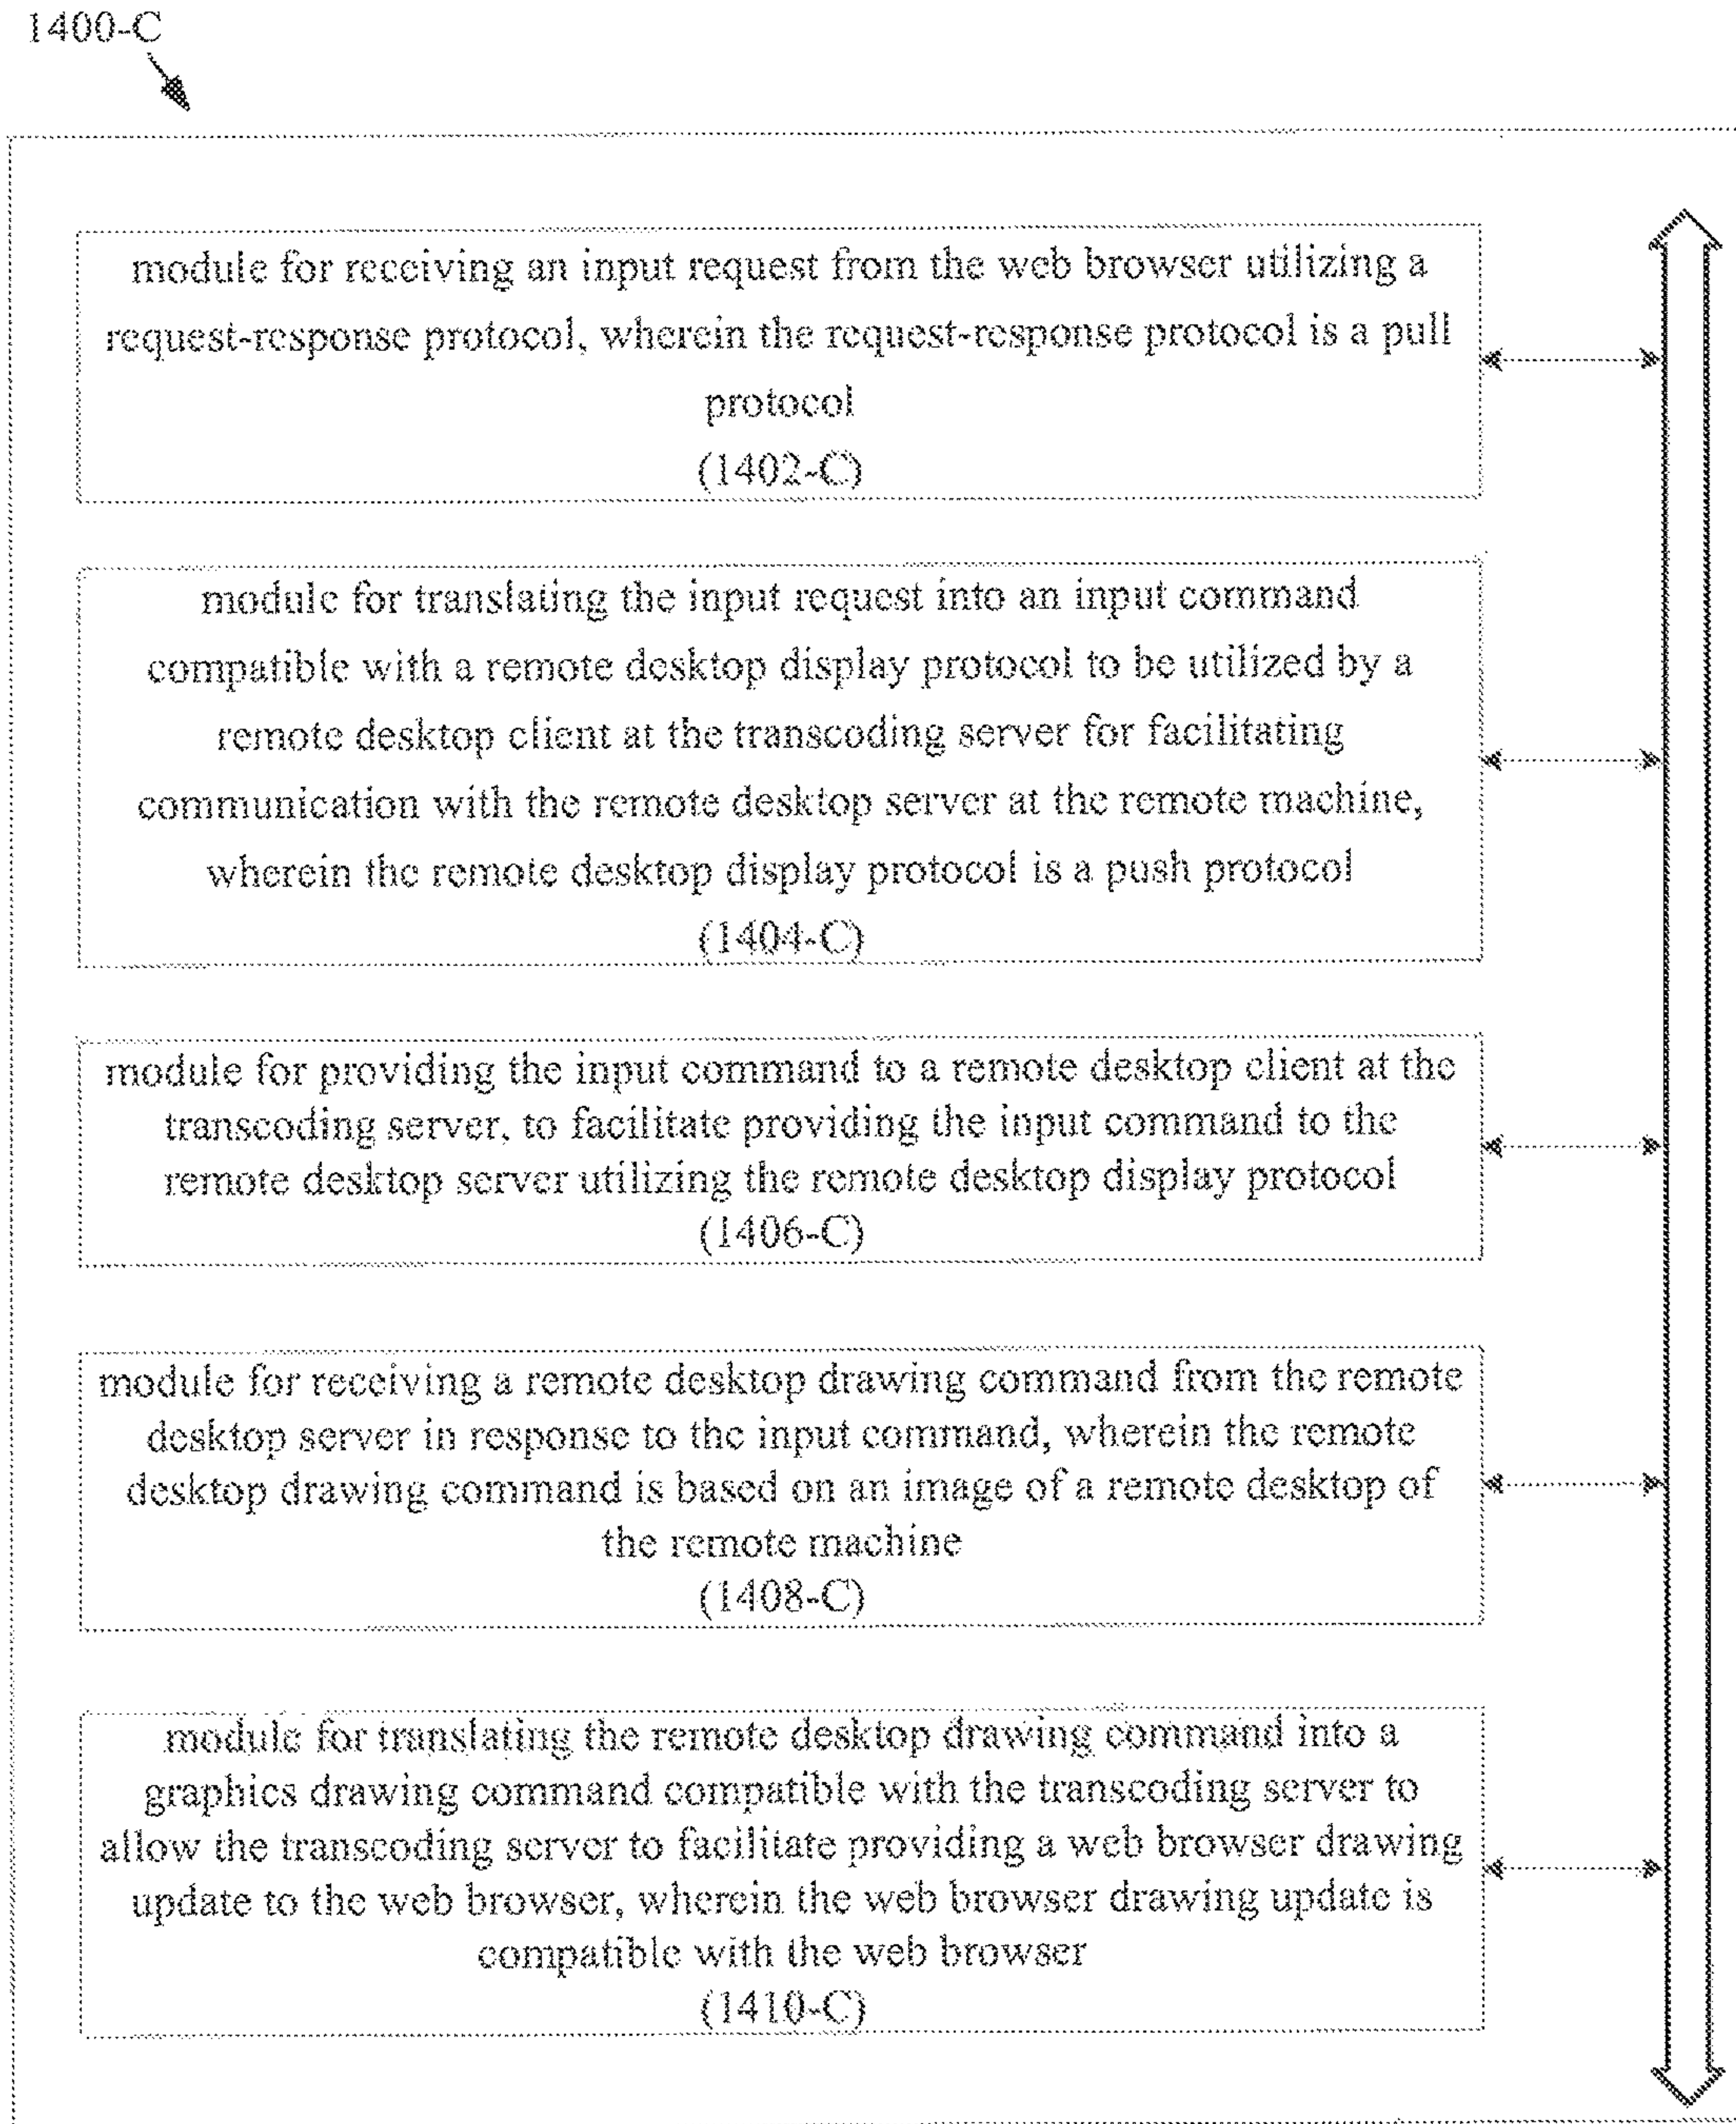 1400-C
module for receiving an input request from the web browser utilizing a
request-response protocol, wherein the request-response protocol is a pull
protocol
(1402-C)
module for translating the input request into an input command
compatible with a remote desktop display protocol to be utilized by a
remote desktop client at the transcoding server for facilitating
communication with the remote desktop server at the remote machine,
wherein the remote desktop display protocol is a push protocol
(1404-C)
module for providing the input command to a remote desktop client at the
transcoding server, to facilitate providing the input command to the
remote desktop server utilizing the remote desktop display protocol
(1406-C)
module for receiving a remote desktop drawing command from the remote
desktop server in response to the input command, wherein the remote
desktop drawing command is based on an image of a remote desktop of
the remote machine
(1408-C)
module for translating the remote desktop drawing command into a
graphics drawing command compatible with the transcoding server to
allow the transcoding server to facilitate providing a web browser drawing
update to the web browser, wherein the web browser drawing update is
compatible with the web browser
(1410-C)